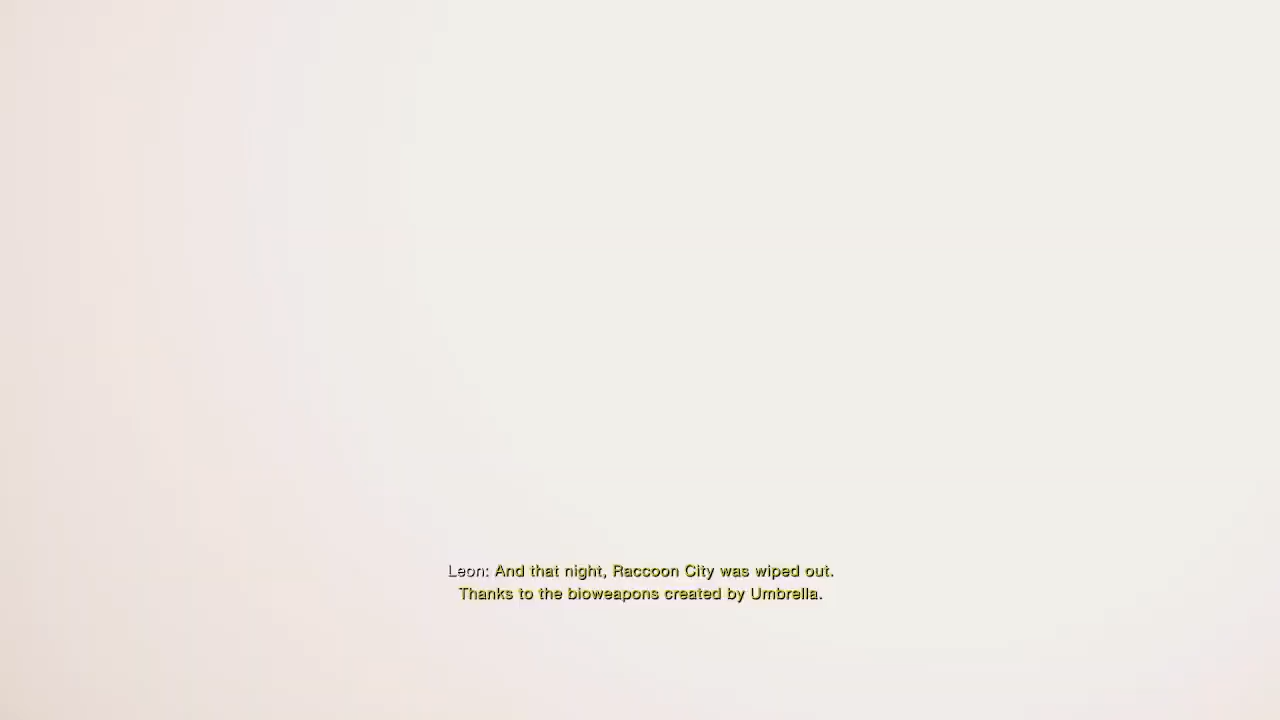 Leon: And that night, Raccoon City was wiped out.
Thanks to the bioweapons created by Umbrella.